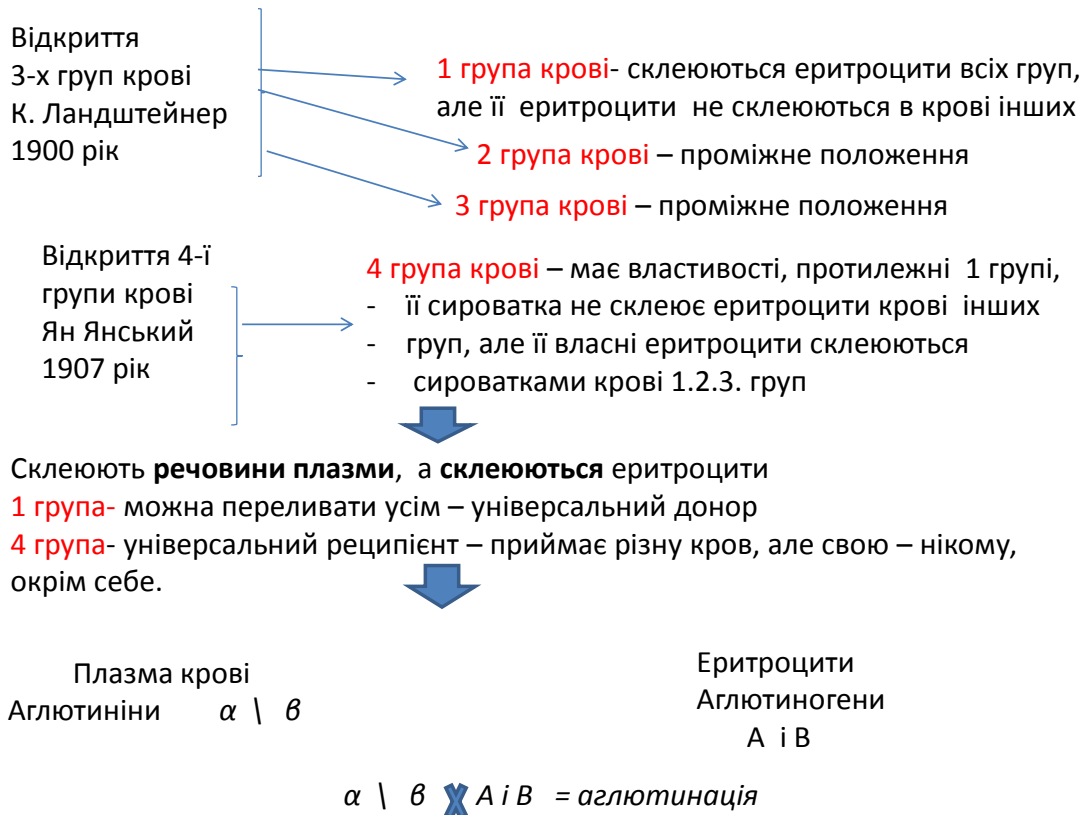 Відкриття
3-х груп крові
К. Ландштейнер
1900 рік
1 група крові- склеюються еритроцити всіх груп,
але її еритроцити не склеюються в крові інших
2 група крові – проміжне положення
3 група крові – проміжне положення
Відкриття 4-ї
групи крові
Ян Янський
1907 рік
4 група крові – має властивості, протилежні 1 групі,
- її сироватка не склеює еритроцити крові інших
- груп, але її власні еритроцити склеюються
- сироватками крові 1.2.3. груп
Склеюють речовини плазми, а склеюються еритроцити
1 група- можна переливати усім – універсальний донор
4 група- універсальний реципієнт – приймає різну кров, але свою – нікому,
окрім себе.
Плазма крові
Аглютиніни α \ β
Еритроцити
Аглютиногени
А і В
α \ β X А і В = аглютинація